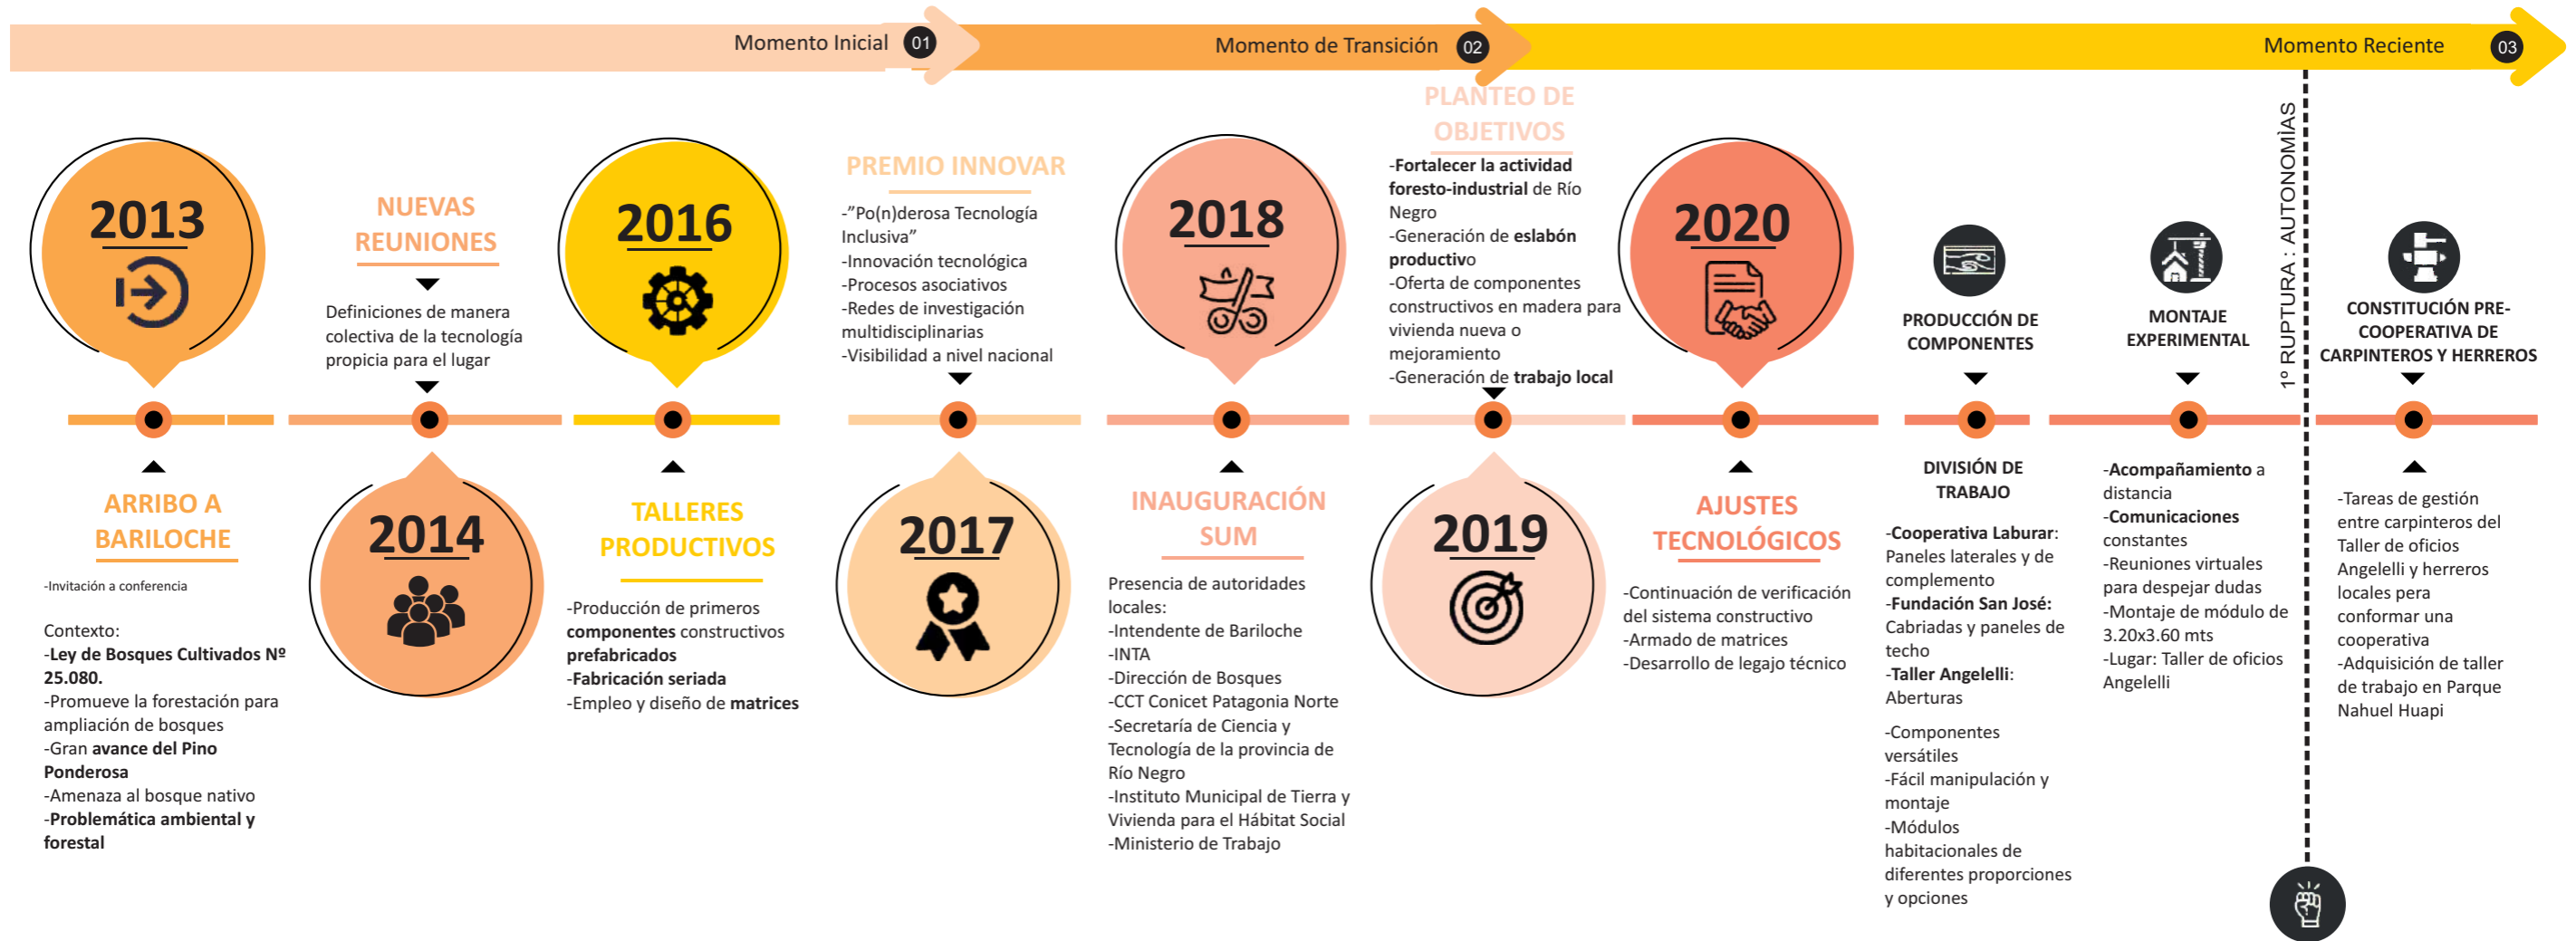 Momento Inicial 01
Momento de Transición 02
Momento Reciente 03
2013
ARRIBO A
BARILOCHE
-Invitación a conferencia
Contexto:
-Ley de Bosques Cultivados Nº
25.080.
-Promueve la forestación para
ampliación de bosques
-Gran avance del Pino
Ponderosa
-Amenaza al bosque nativo
-Problemática ambiental y
forestal
NUEVAS
REUNIONES
Definiciones de manera
colectiva de la tecnología
propicia para el lugar
2014
2016
TALLERES
PRODUCTIVOS
-Producción de primeros
componentes constructivos
prefabricados
-Fabricación seriada
-Empleo y diseño de matrices
PREMIO INNOVAR
-"Po(n)derosa Tecnología
Inclusiva"
-Innovación tecnológica
-Procesos asociativos
-Redes de investigación
multidisciplinarias
-Visibilidad a nivel nacional
2017
2018
INAUGURACIÓN
SUM
Presencia de autoridades
locales:
-Intendente de Bariloche
-INTA
-Dirección de Bosques
-CCT Conicet Patagonia Norte
-Secretaría de Ciencia y
Tecnología de la provincia de
Río Negro
-Instituto Municipal de Tierra y
Vivienda para el Hábitat Social
-Ministerio de Trabajo
PLANTEO DE
OBJETIVOS
-Fortalecer la actividad
foresto-industrial de Río
Negro
-Generación de eslabón
productivo
-Oferta de componentes
constructivos en madera para
vivienda nueva o
mejoramiento
-Generación de trabajo local
2019
2020
AJUSTES
TECNOLÓGICOS
-Continuación de verificación
del sistema constructivo
-Armado de matrices
-Desarrollo de legajo técnico
PRODUCCIÓN DE
COMPONENTES
DIVISIÓN DE
TRABAJO
-Cooperativa Laburar:
Paneles laterales y de
complemento
-Fundación San José:
Cabriadas y paneles de
techo
-Taller Angelelli:
Aberturas
-Componentes
versátiles
-Fácil manipulación y
montaje
-Módulos
habitacionales de
diferentes proporciones
y opciones
MONTAJE
EXPERIMENTAL
-Acompañamiento a
distancia
-Comunicaciones
constantes
-Reuniones virtuales
para despejar dudas
-Montaje de módulo de
3.20x3.60 mts
-Lugar: Taller de oficios
Angelelli
1º RUPTURA : AUTONOMÌAS
CONSTITUCIÓN PRE-
COOPERATIVA DE
CARPINTEROS Y HERREROS
-Tareas de gestión
entre carpinteros del
Taller de oficios
Angelelli y herreros
locales pera
conformar una
cooperativa
-Adquisición de taller
de trabajo en Parque
Nahuel Huapi